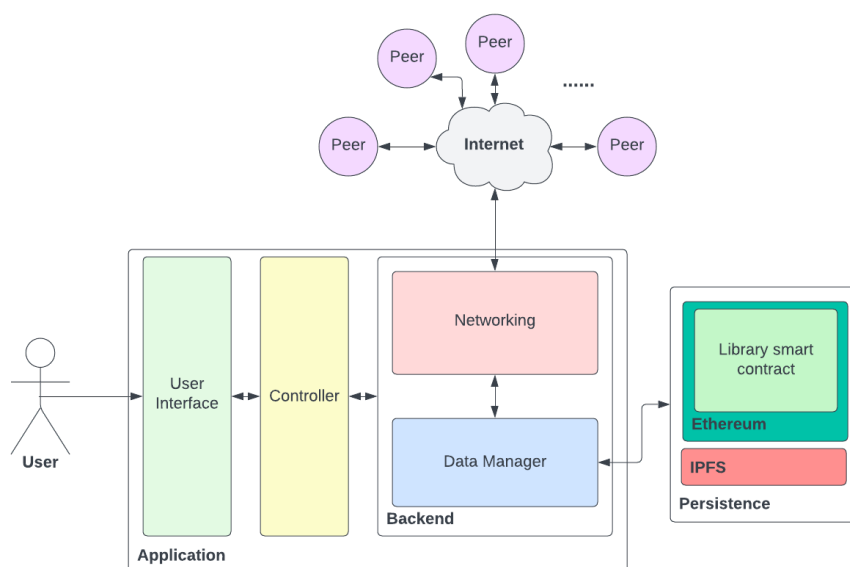 Peer
Peer
......
Peer
Internet
Peer
Networking
Library smart
contract
User
Interface
Controller
Ethereum
Data Manager
User
IPFS
Persistence
Backend
Application